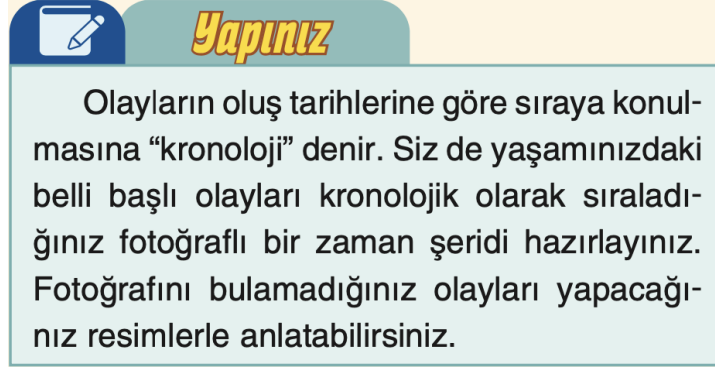 Yapınız
Olayların oluş tarihlerine göre sıraya konul-
masına “kronoloji” denir. Siz de yaşamınızdaki
belli başlı olayları kronolojik olarak sıraladı-
ğınız fotoğraflı bir zaman şeridi hazırlayınız.
Fotoğrafını bulamadığınız olayları yapacağı-
nız resimlerle anlatabilirsiniz.